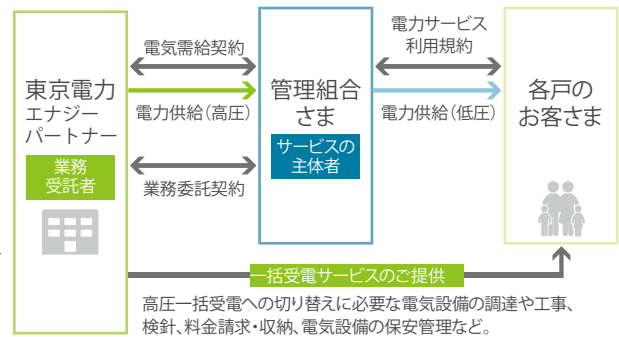 東京電力
エナジー
パートナー
業務
受託者
電気需給契約
電力供給(高圧)
業務委託契約
管理組合
さま
サービスの
主体者
電力サービス
利用規約
電力供給(低圧)
各戸の
お客さま
一括受電サービスのご提供
高圧一括受電への切り替えに必要な電気設備の調達や工事、
検針、料金請求・収納、電気設備の保安管理など。